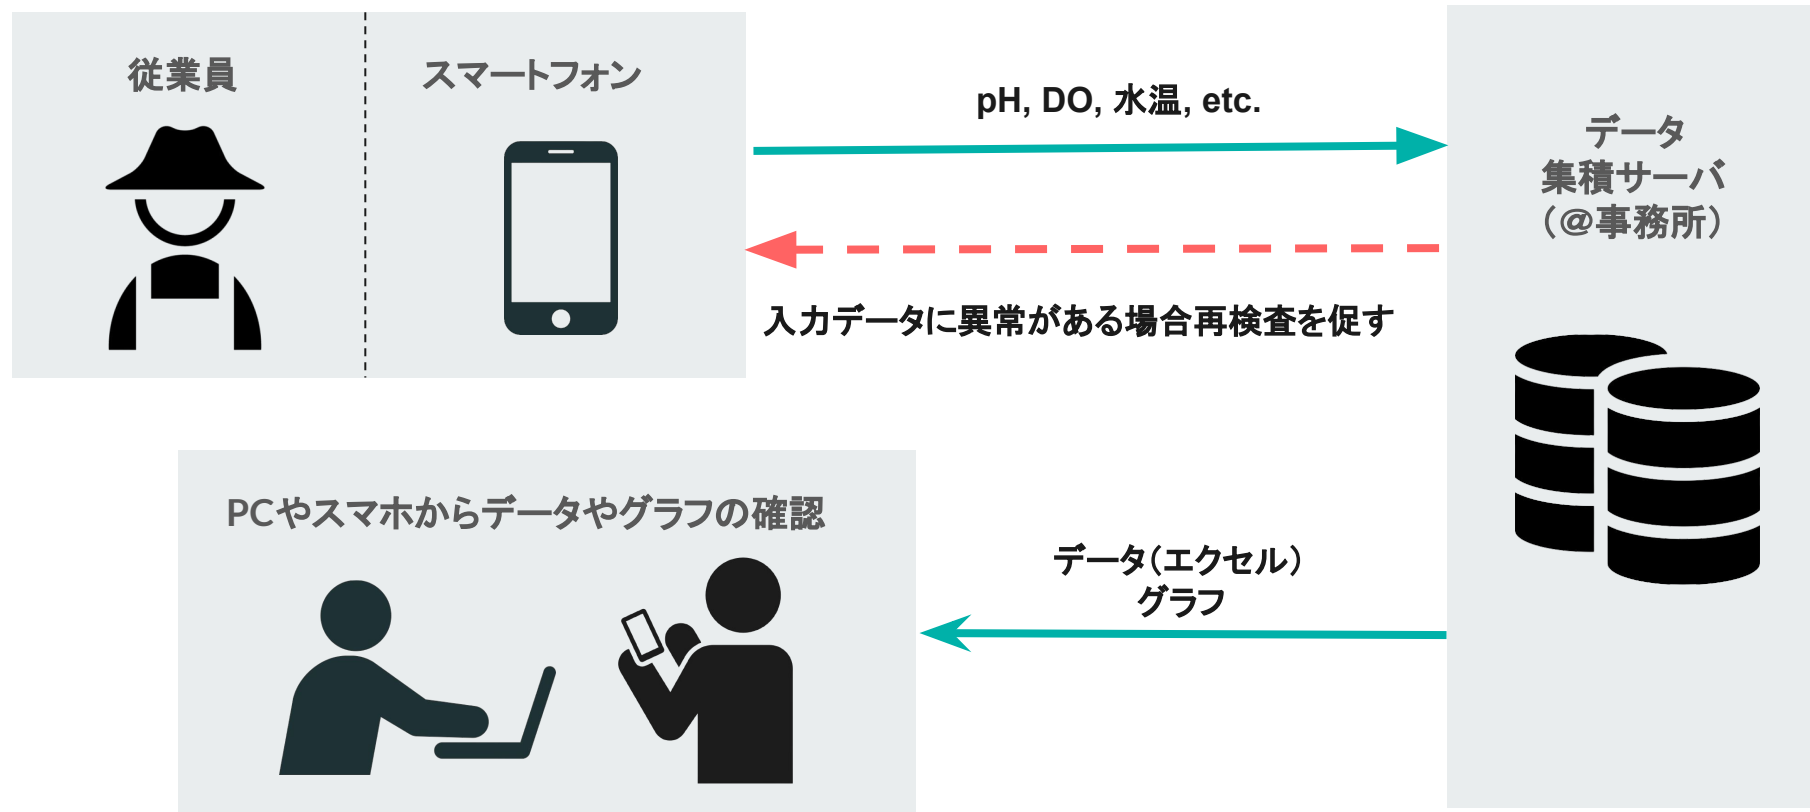 従業員
スマートフォン
pH, DO, 水温, etc.
データ
集積サーバ
（＠事務所）
入力データに異常がある場合再検査を促す
PCやスマホからデータやグラフの確認
データ（エクセル）
グラフ